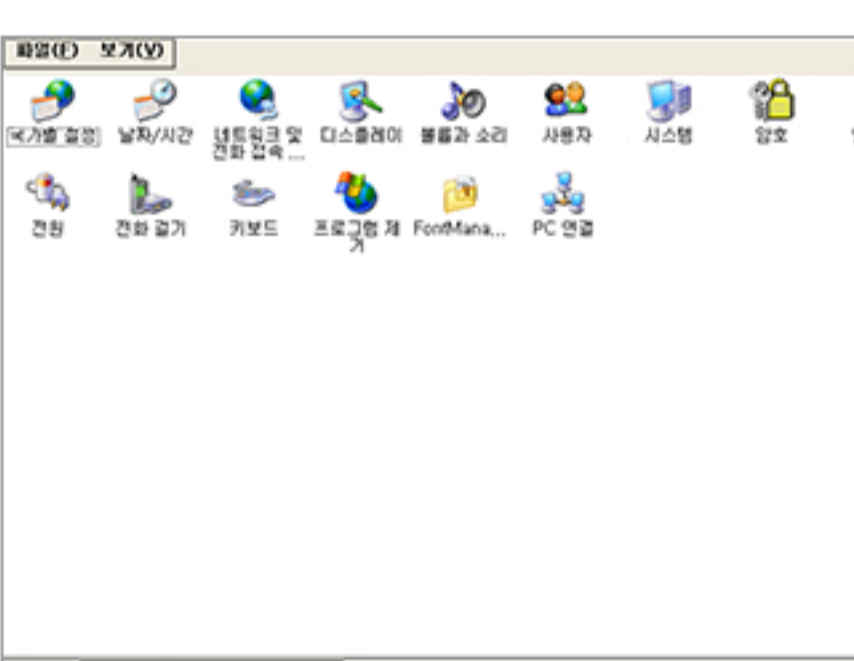 파일(F) 보기(V)
국가별 설정 날짜/시간 네트워크 및 디스플레이 볼륨과 소리 사용자 시스템 암호
전화 접속 ...
전원 전화 걸기 키보드 프로그램 제 FontMana... PC 연결
거